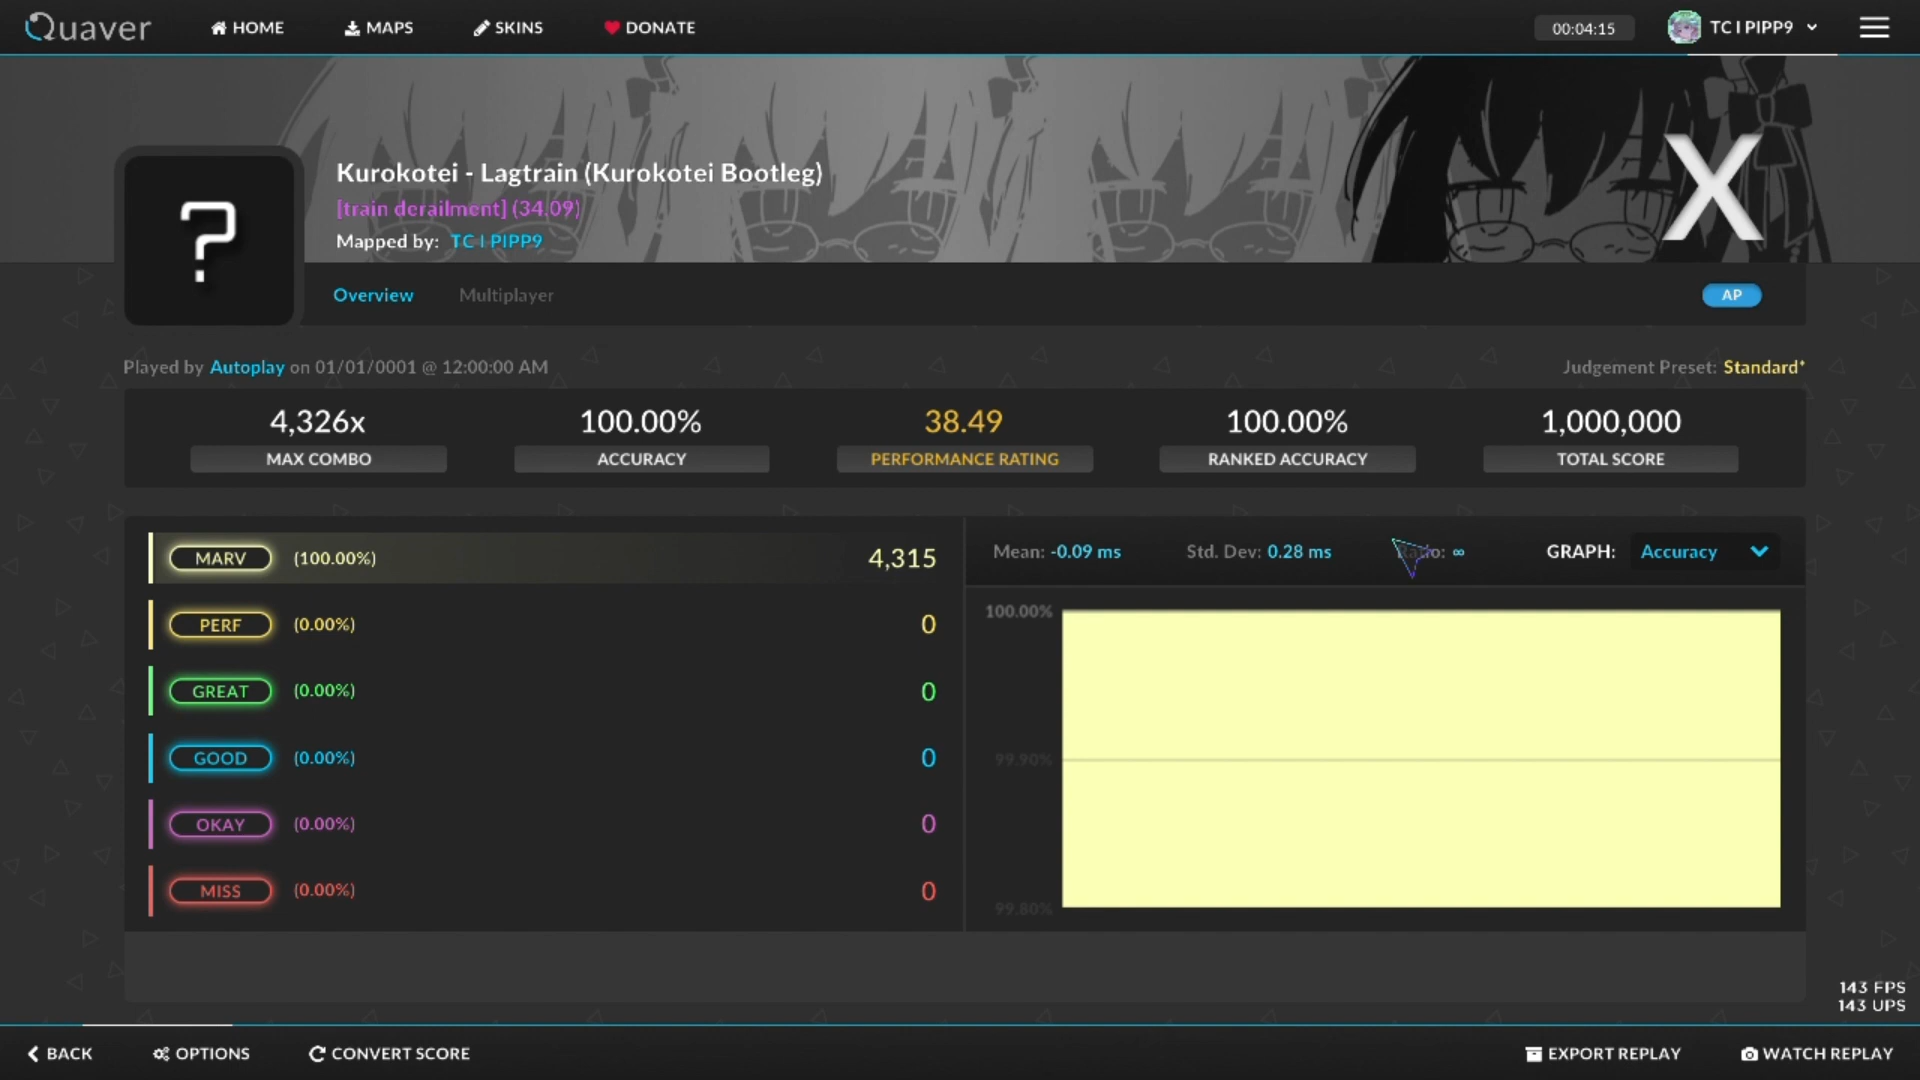 Quaver
HOME
MAPS
SKINS
DONATE
00:04:15
TC | PIPP9
Kurokotei - Lagtrain (Kurokotei Bootleg)
[train derailment] (34.09)
Mapped by: TC | PIPP9
X
?
Overview
Multiplayer
AP
Played by Autoplay on 01/01/0001 @ 12:00:00 AM
Judgement Preset: Standard*
4,326x
MAX COMBO
100.00%
ACCURACY
38.49
PERFORMANCE RATING
100.00%
RANKED ACCURACY
1,000,000
TOTAL SCORE
MARV (100.00%) 4,315
PERF (0.00%) 0
GREAT (0.00%) 0
GOOD (0.00%) 0
OKAY (0.00%) 0
MISS (0.00%) 0
Mean: -0.09 ms
Std. Dev: 0.28 ms
Ratio: ∞
GRAPH: Accuracy
100.00%
99.90%
99.80%
143 FPS
143 UPS
BACK
OPTIONS
CONVERT SCORE
EXPORT REPLAY
WATCH REPLAY